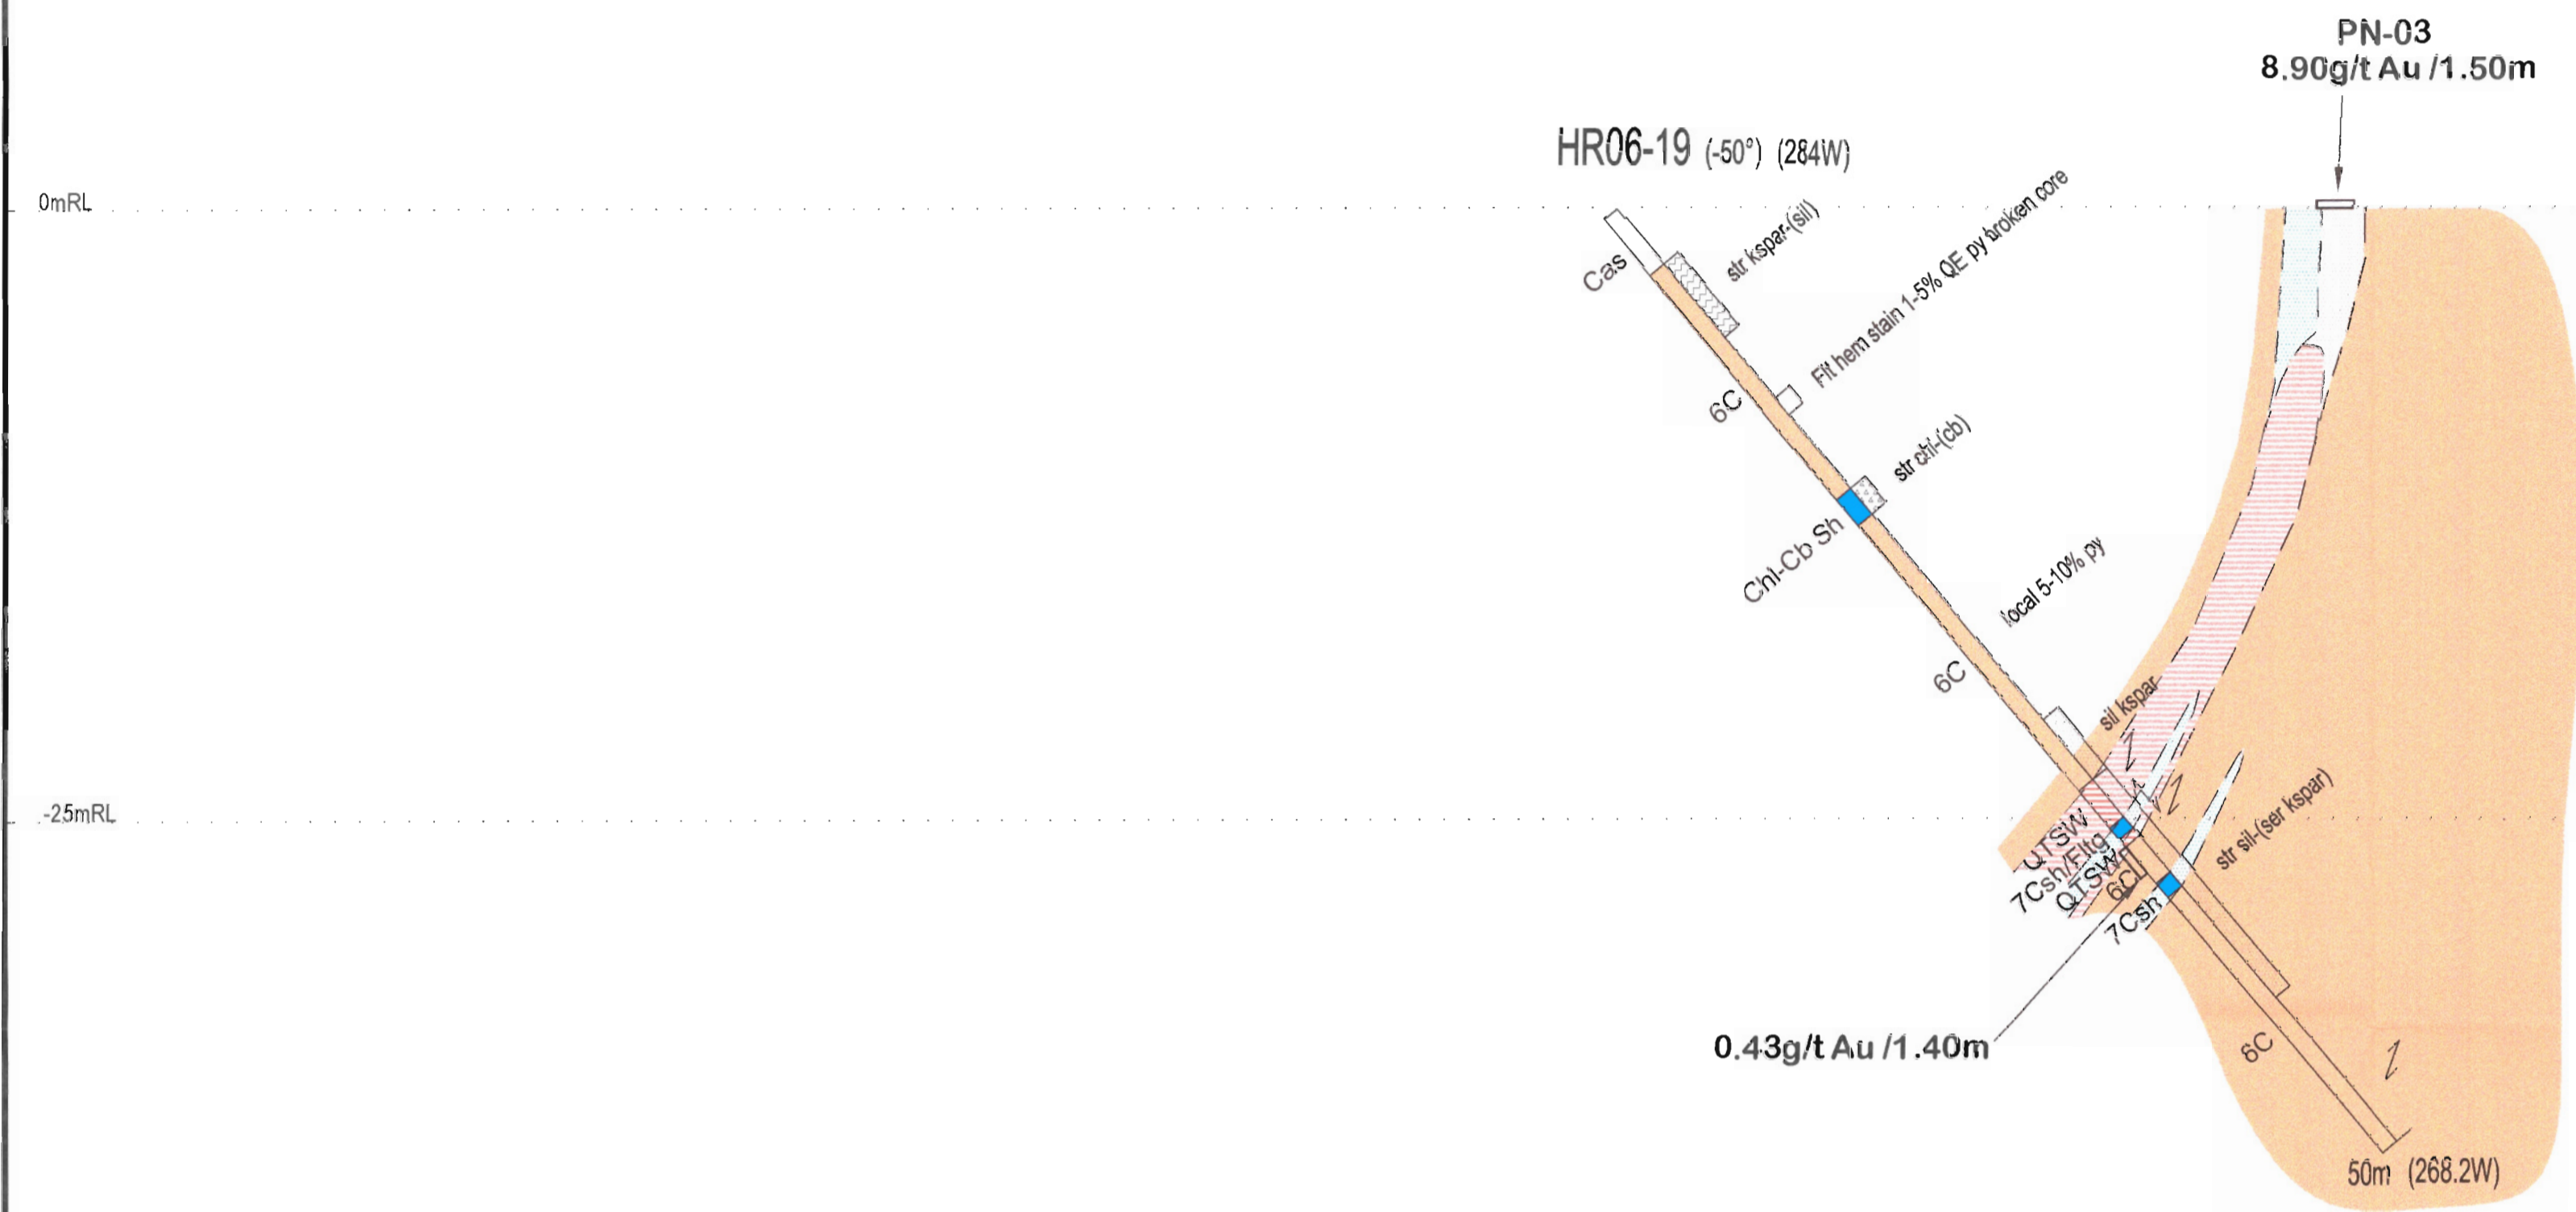 PN-03
8.90g/t Au /1.50m
HR06-19 (-50°) (284W)
0mRL
Cas
str kspar-(sil)
Flt hem stain 1-5% QE py broken core
6C
str chl-(cb)
Chl-Cb Sh
local 5-10% py
6C
sil kspar
-25mRL
str sil-(ser kspar)
QTSW
7Csh/Fltg
QTSW
6C
7Csh
0.43g/t Au /1.40m
6C
50m (268.2W)